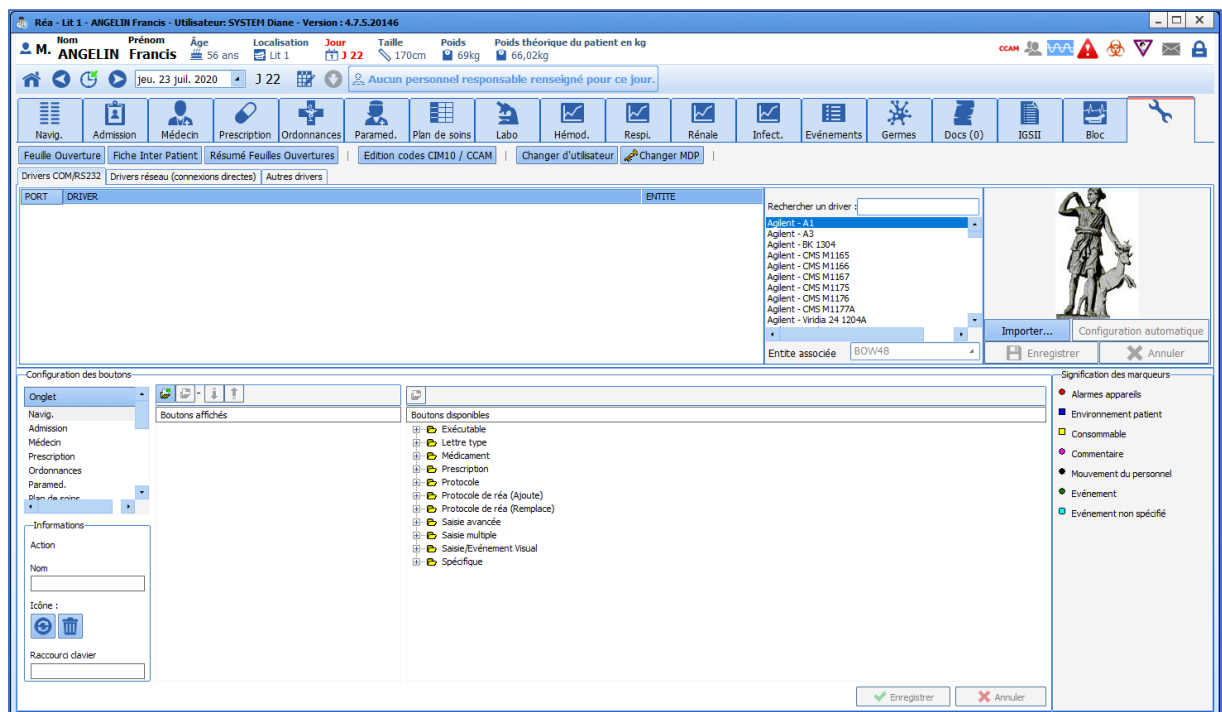 Réa - Lit 1 - ANGELIN Francis - Utilisateur: SYSTEM Diane - Version : 4.7.5.20146
Nom Prénom Âge Localisation Jour Taille Poids Poids théorique du patient en kg
M. ANGELIN Francis 56 ans Lit 1 J 22 170cm 69kg 66,02kg
CCAM
jeu. 23 juil. 2020 J 22 Aucun personnel responsable renseigné pour ce jour.
Navig. Admission Médecin Prescription Ordonnances Paramed. Plan de soins Labo Hémod. Respi. Rénale Infect. Evénements Germes Docs (0) IGSII Bloc
Feuille Ouverture Fiche Inter Patient Résumé Feuilles Ouvertures | Edition codes CIM10 / CCAM | Changer d'utilisateur Changer MDP |
Drivers COM/RS232 Drivers réseau (connexions directes) Autres drivers
PORT DRIVER ENTITE
Rechercher un driver :
Agilent - A1
Agilent - A3
Agilent - BK 1304
Agilent - CMS M1165
Agilent - CMS M1166
Agilent - CMS M1167
Agilent - CMS M1175
Agilent - CMS M1176
Agilent - CMS M1177A
Agilent - Viridia 24 1204A
Entite associée BOW48
Importer... Configuration automatique
Enregistrer Annuler
Configuration des boutons
Onglet
Navig.
Admission
Médecin
Prescription
Ordonnances
Paramed.
Plan de soins
Informations
Action
Nom
Icône :
Raccourci clavier
Boutons affichés
Boutons disponibles
Exécutable
Lettre type
Médicament
Prescription
Protocole
Protocole de réa (Ajoute)
Protocole de réa (Remplace)
Saisie avancée
Saisie multiple
Saisie/Evénement Visual
Spécifique
Enregistrer Annuler
Signification des marqueurs
Alarmes appareils
Environnement patient
Consommable
Commentaire
Mouvement du personnel
Evénement
Evénement non spécifié